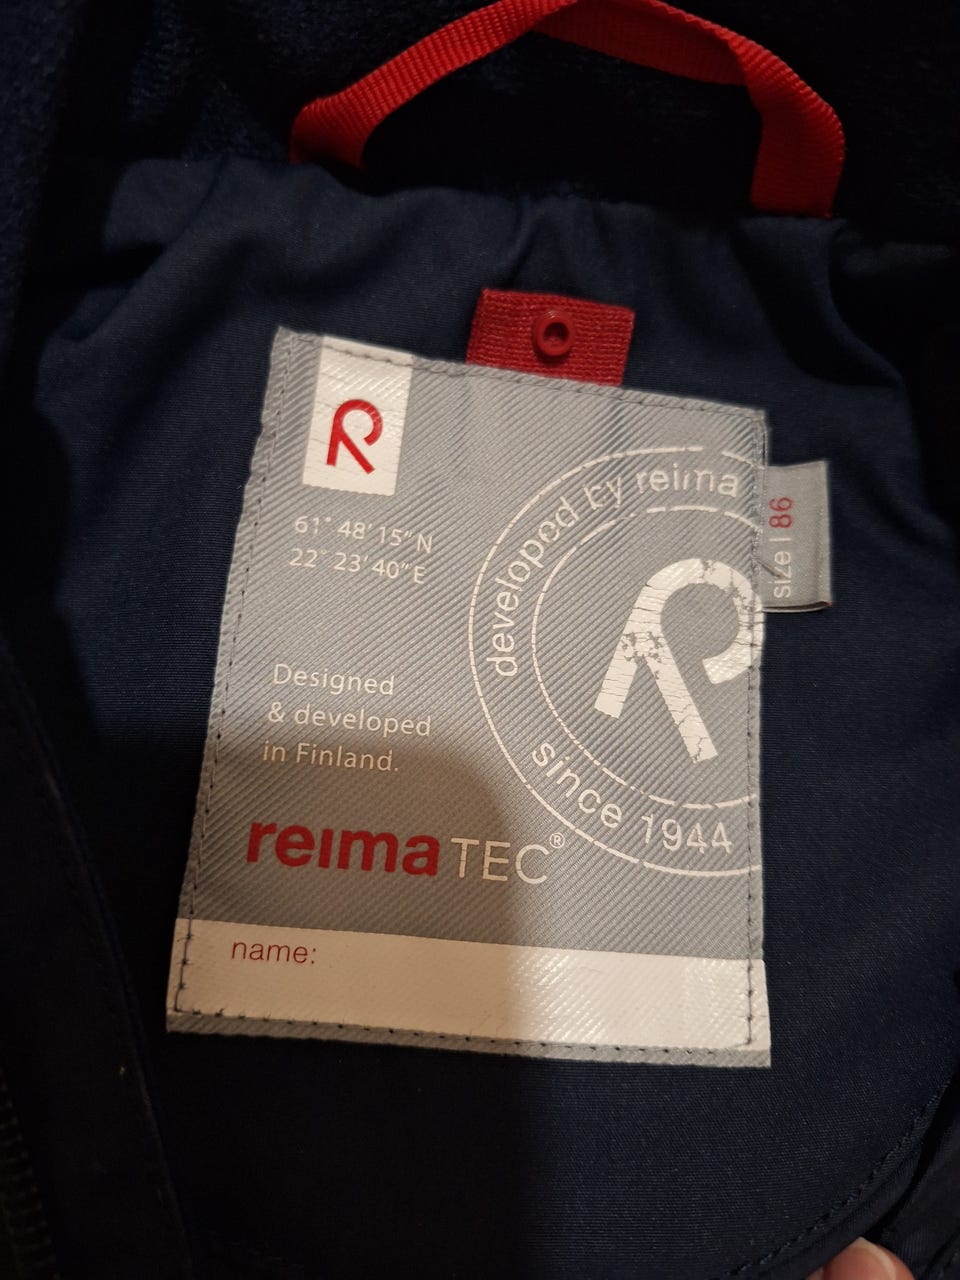 61° 48' 15" N
22° 23' 40" E
developed by reima
since 1944
size | 86
Designed
& developed
in Finland.
reima TEC®
name: